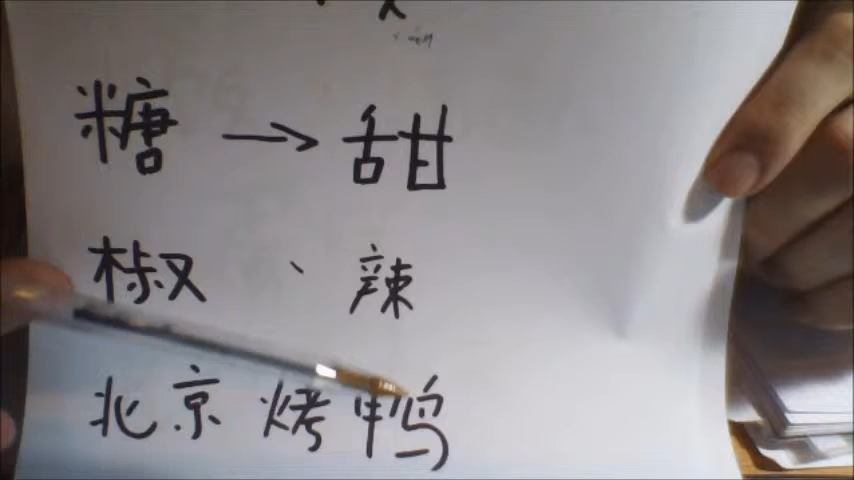 糖 → 甜
椒 、 辣
北京 烤鸭